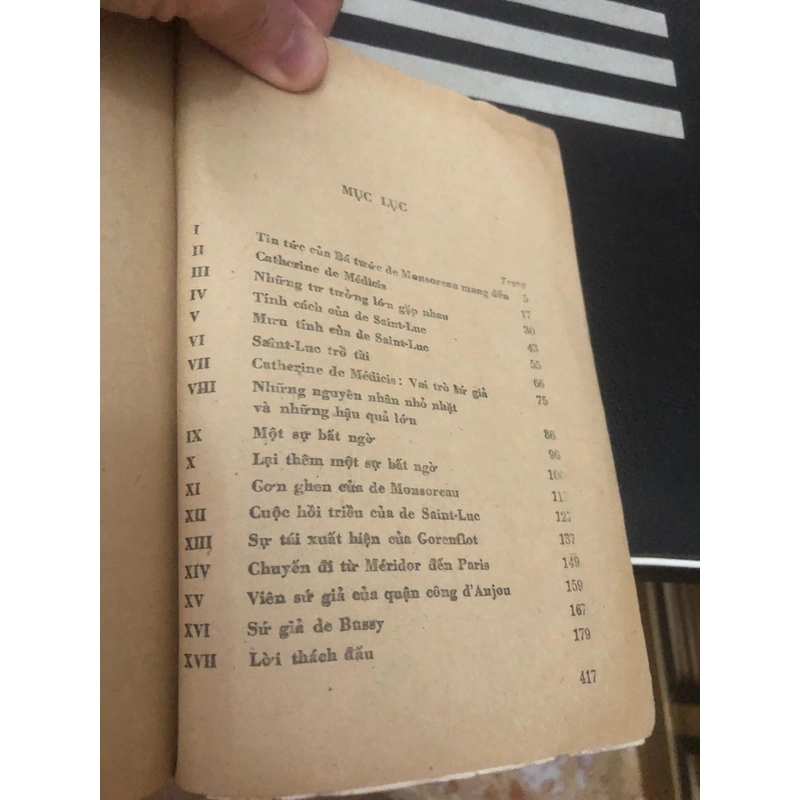 MỤC LỤC
Trang
I Tin tức của Bá tước de Monsoreau mang đến 5
II Catherine de Médicis 17
III Những tư tưởng lớn gặp nhau 30
IV Tính cách của de Saint-Luc 43
V Mưu tính của de Saint-Luc 55
VI Saint-Luc trổ tài 66
VII Catherine de Médicis: Vai trò sứ giả 75
VIII Những nguyên nhân nhỏ nhặt
và những hậu quả lớn 86
IX Một sự bất ngờ 96
X Lại thêm một sự bất ngờ 106
XI Cơn ghen của de Monsoreau 117
XII Cuộc hồi triều của de Saint-Luc 127
XIII Sự tái xuất hiện của Gorenflot 137
XIV Chuyến đi từ Méridor đến Paris 149
XV Viên sứ giả của quận công d'Anjou 159
XVI Sứ giả de Bussy 167
XVII Lời thách đấu 179
417